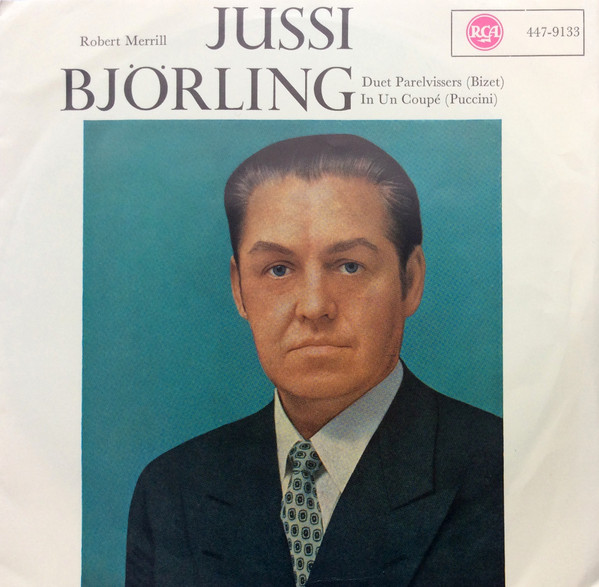 Robert Merrill
JUSSI
BJÖRLING
RCA
447-9133
Duet Parelvissers (Bizet)
In Un Coupé (Puccini)